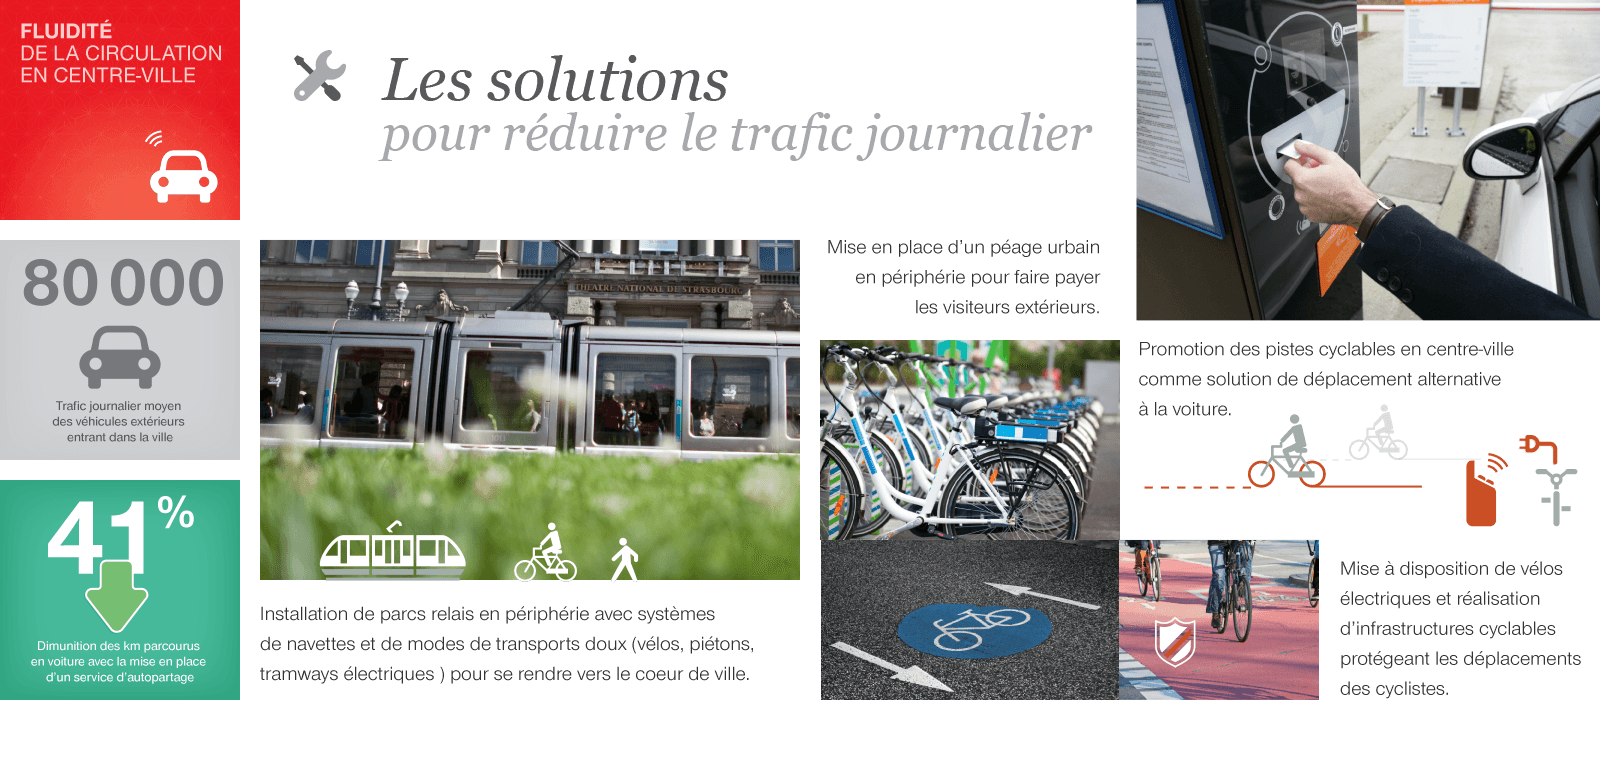 FLUIDITÉ
DE LA CIRCULATION
EN CENTRE-VILLE
Les solutions
pour réduire le trafic journalier
80 000
Trafic journalier moyen
des véhicules extérieurs
entrant dans la ville
41%
Dimunition des km parcourus
en voiture avec la mise en place
d'un service d'autopartage
THEATRE NATIONAL DE STRASBOURG
Installation de parcs relais en périphérie avec systèmes
de navettes et de modes de transports doux (vélos, piétons,
tramways électriques ) pour se rendre vers le coeur de ville.
Mise en place d'un péage urbain
en périphérie pour faire payer
les visiteurs extérieurs.
Promotion des pistes cyclables en centre-ville
comme solution de déplacement alternative
à la voiture.
Mise à disposition de vélos
électriques et réalisation
d'infrastructures cyclables
protégeant les déplacements
des cyclistes.